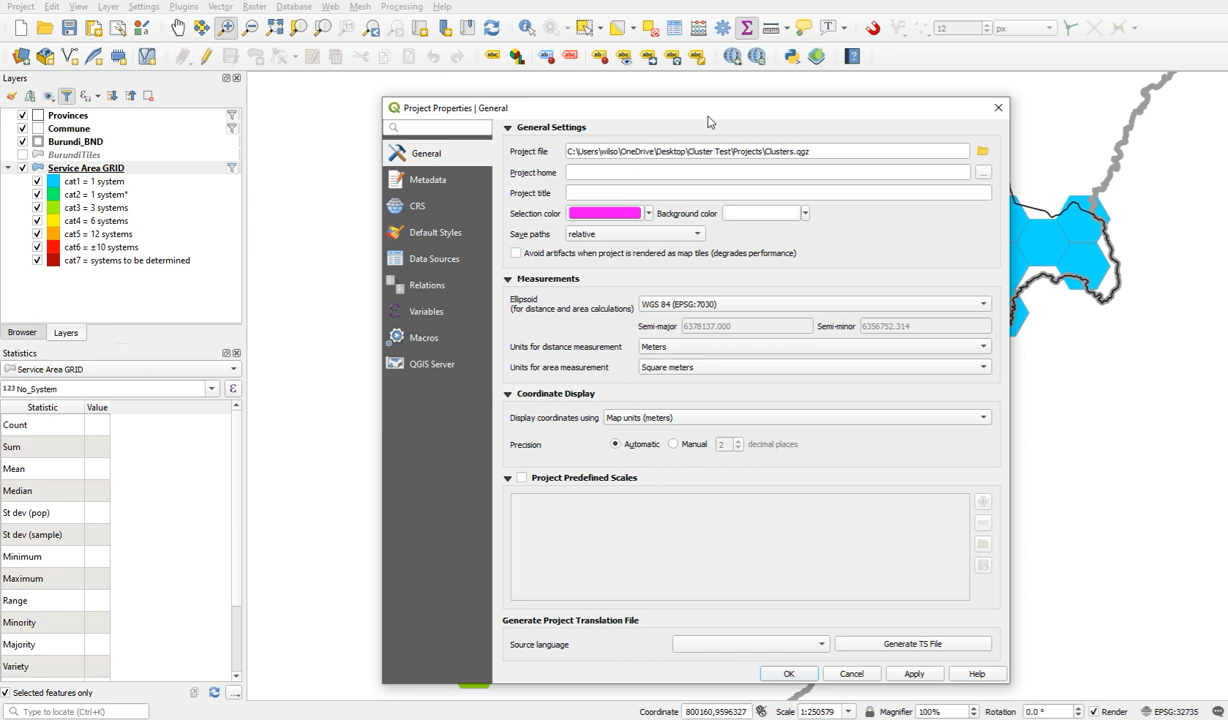 Project Edit View Layer Settings Plugins Vector Raster Database Web Mesh Processing Help
12 px
Layers
Provinces
Commune
Burundi_BND
BurundiTiles
Service Area GRID
cat1 = 1 system
cat2 = 1 system*
cat3 = 3 systems
cat4 = 6 systems
cat5 = 12 systems
cat6 = ±10 systems
cat7 = systems to be determined
Browser Layers
Statistics
Service Area GRID
123 No_System
Statistic Value
Count
Sum
Mean
Median
St dev (pop)
St dev (sample)
Minimum
Maximum
Range
Minority
Majority
Variety
Selected features only
Project Properties | General
General
Metadata
CRS
Default Styles
Data Sources
Relations
Variables
Macros
QGIS Server
General Settings
Project file C:\Users\wilso\OneDrive\Desktop\Cluster Test\Projects\Clusters.qgz
Project home ...
Project title
Selection color Background color
Save paths relative
Avoid artifacts when project is rendered as map tiles (degrades performance)
Measurements
Ellipsoid
(for distance and area calculations) WGS 84 (EPSG:7030)
Semi-major 6378137.000 Semi-minor 6356752.314
Units for distance measurement Meters
Units for area measurement Square meters
Coordinate Display
Display coordinates using Map units (meters)
Precision Automatic Manual 2 decimal places
Project Predefined Scales
Generate Project Translation File
Source language Generate TS File
OK Cancel Apply Help
Type to locate (Ctrl+K) Coordinate 800160,9596327 Scale 1:250579 Magnifier 100% Rotation 0.0 ° Render EPSG:32735